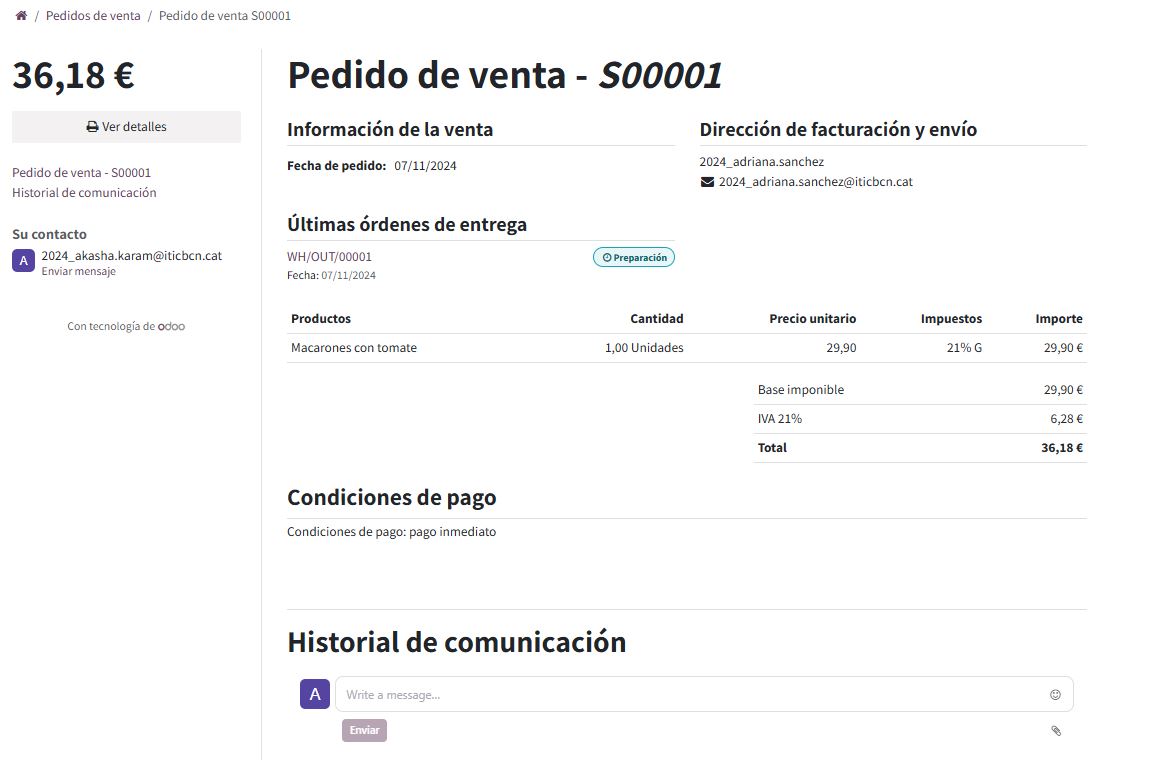 / Pedidos de venta / Pedido de venta S00001
36,18 €
Ver detalles
Pedido de venta - S00001
Historial de comunicación
Su contacto
A 2024_akasha.karam@iticbcn.cat
Enviar mensaje
Con tecnología de odoo
Pedido de venta - S00001
Información de la venta
Fecha de pedido: 07/11/2024
Dirección de facturación y envío
2024_adriana.sanchez
2024_adriana.sanchez@iticbcn.cat
Últimas órdenes de entrega
WH/OUT/00001 Preparación
Fecha: 07/11/2024
Productos Cantidad Precio unitario Impuestos Importe
Macarones con tomate 1,00 Unidades 29,90 21% G 29,90 €
Base imponible 29,90 €
IVA 21% 6,28 €
Total 36,18 €
Condiciones de pago
Condiciones de pago: pago inmediato
Historial de comunicación
A Write a message...
Enviar